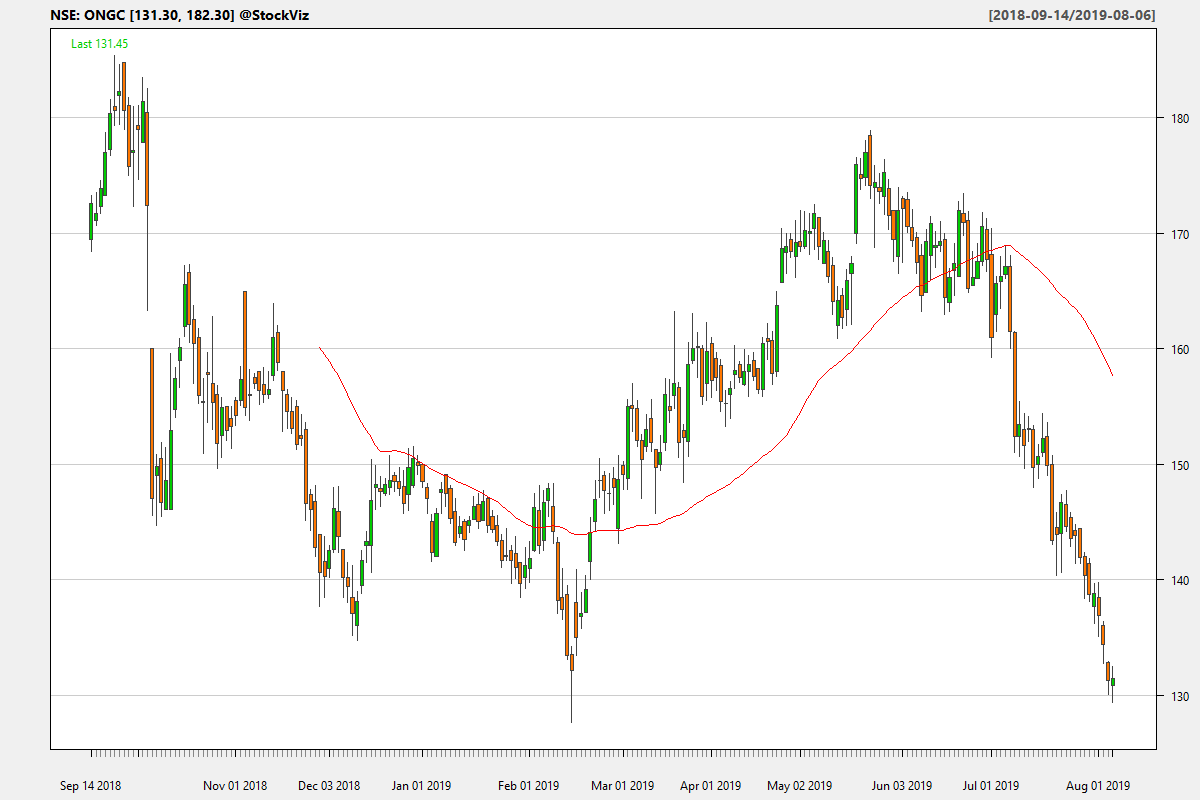 NSE: ONGC [131.30, 182.30] @StockViz
[2018-09-14/2019-08-06]
Last 131.45
180
170
160
150
140
130
Sep 14 2018
Nov 01 2018
Dec 03 2018
Jan 01 2019
Feb 01 2019
Mar 01 2019
Apr 01 2019
May 02 2019
Jun 03 2019
Jul 01 2019
Aug 01 2019